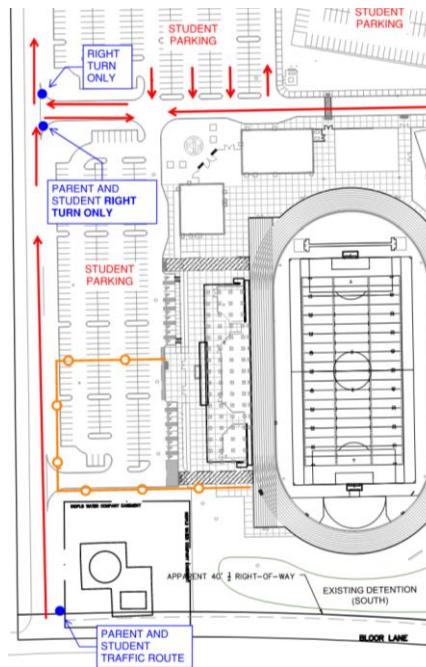 STUDENT
PARKING
STUDENT
PARKING
RIGHT
TURN
ONLY
PARENT AND
STUDENT RIGHT
TURN ONLY
STUDENT
PARKING
APPARENT 40' ½ RIGHT-OF-WAY
EXISTING DETENTION
(SOUTH)
BLOOR LANE
PARENT AND
STUDENT
TRAFFIC ROUTE